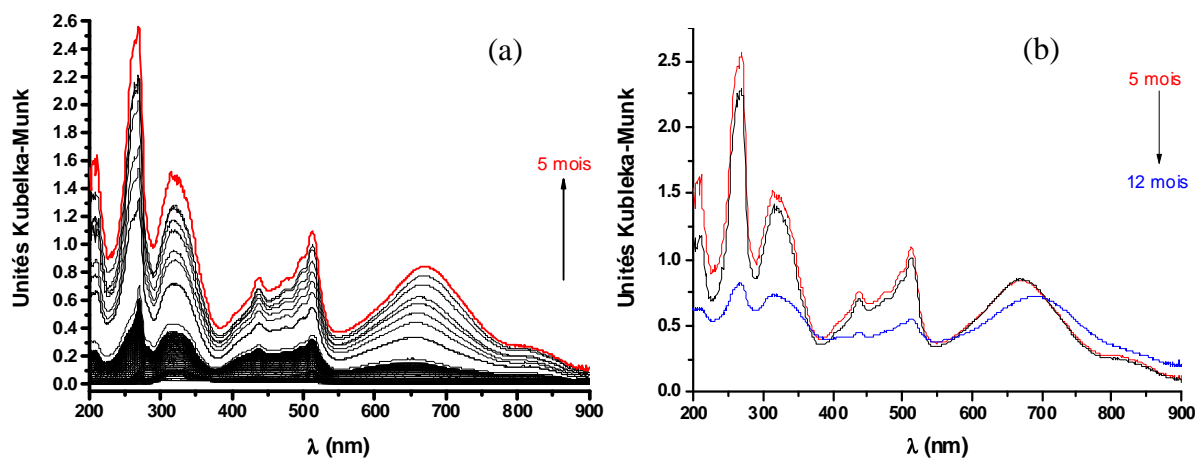 (a)
Unités Kubelka-Munk
2.6
2.4
2.2
2.0
1.8
1.6
1.4
1.2
1.0
0.8
0.6
0.4
0.2
0.0
5 mois
200 300 400 500 600 700 800 900
λ (nm)
(b)
Unités Kubleka-Munk
2.5
2.0
1.5
1.0
0.5
0.0
5 mois
12 mois
200 300 400 500 600 700 800 900
λ (nm)